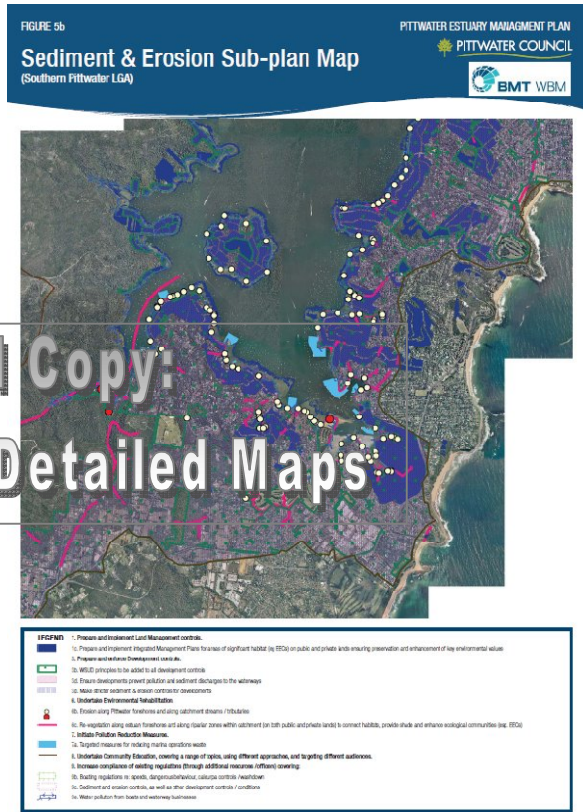 FIGURE 5b
PITTWATER ESTUARY MANAGMENT PLAN
PITTWATER COUNCIL
Sediment & Erosion Sub-plan Map
(Southern Pittwater LGA)
BMT WBM
Copy:
Detailed Maps
LEGEND
1. Prepare and implement Land Management controls.
1c. Prepare and implement integrated Management Plans for areas of significant habitat (eg EECs) on public and private lands ensuring preservation and enhancement of key environmental values
3. Prepare and enforce Development controls.
3b. WSUD principles to be added to all development controls
3d. Ensure developments prevent pollution and sediment discharges to the waterways
3e. Make stricter sediment & erosion controls for developments
6. Undertake Environmental Rehabilitation
6b. Erosion along Pittwater foreshores and along catchment streams / tributaries
6c. Re-vegetation along estuary foreshores and along riparian zones within catchment (on both public and private lands) to connect habitats, provide shade and enhance ecological communities (esp. EECs)
7. Initiate Pollution Reduction Measures.
7a. Targeted measures for reducing marina operations waste
8. Undertake Community Education, covering a range of topics, using different approaches, and targeting different audiences.
9. Increase compliance of existing regulations (through additional resources /officers) covering:
9b. Boating regulations re: speeds, dangerous behaviour, caulerpa controls / washdown
9c. Sediment and erosion controls, as well as other development controls / conditions
9e. Water pollution from boats and waterway businesses